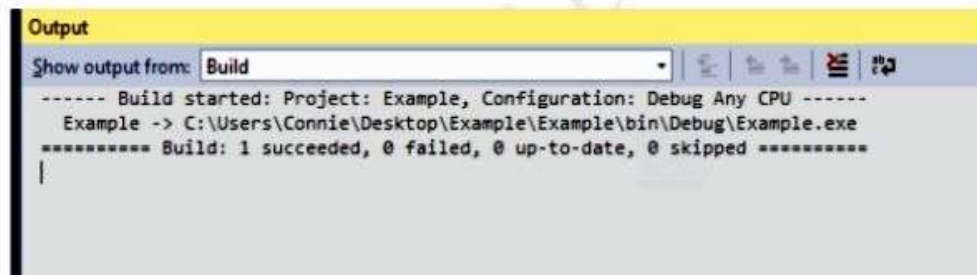 Output
Show output from: Build
------ Build started: Project: Example, Configuration: Debug Any CPU ------
Example -> C:\Users\Connie\Desktop\Example\Example\bin\Debug\Example.exe
========== Build: 1 succeeded, 0 failed, 0 up-to-date, 0 skipped ==========